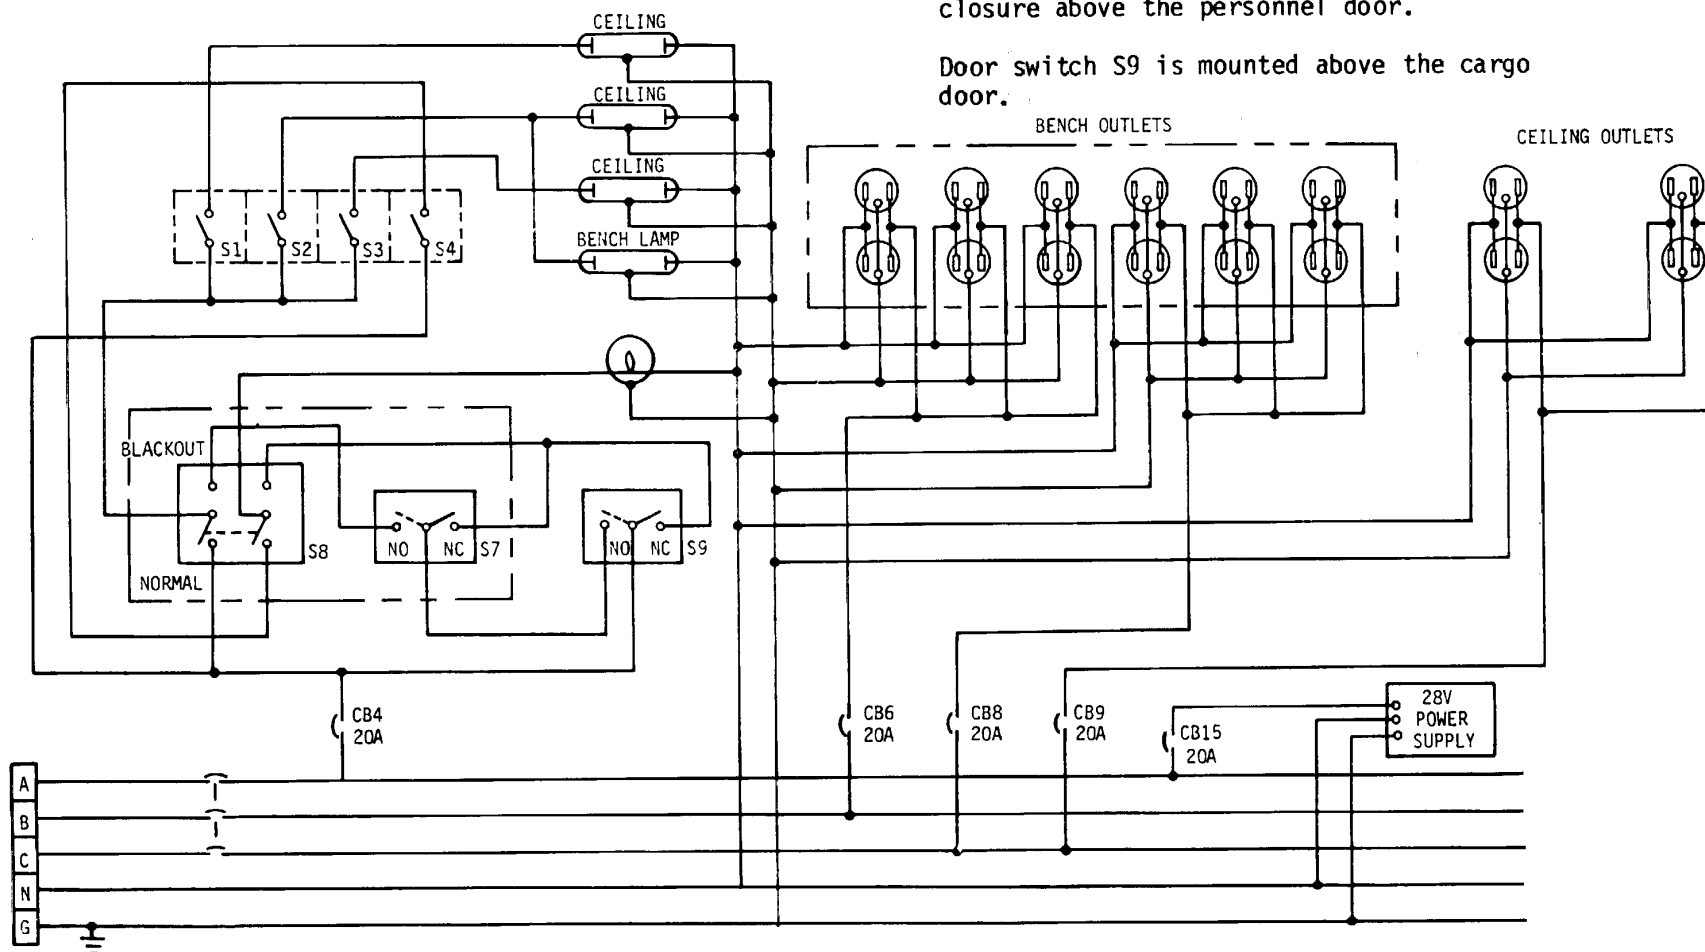 closure above the personnel door.
Door switch S9 is mounted above the cargo
door.
CEILING
CEILING
CEILING
BENCH LAMP
BENCH OUTLETS
CEILING OUTLETS
S1
S2
S3
S4
BLACKOUT
NORMAL
S8
NO
NC
S7
NO
NC
S9
CB4
20A
CB6
20A
CB8
20A
CB9
20A
CB15
20A
28V
POWER
SUPPLY
A
B
C
N
G